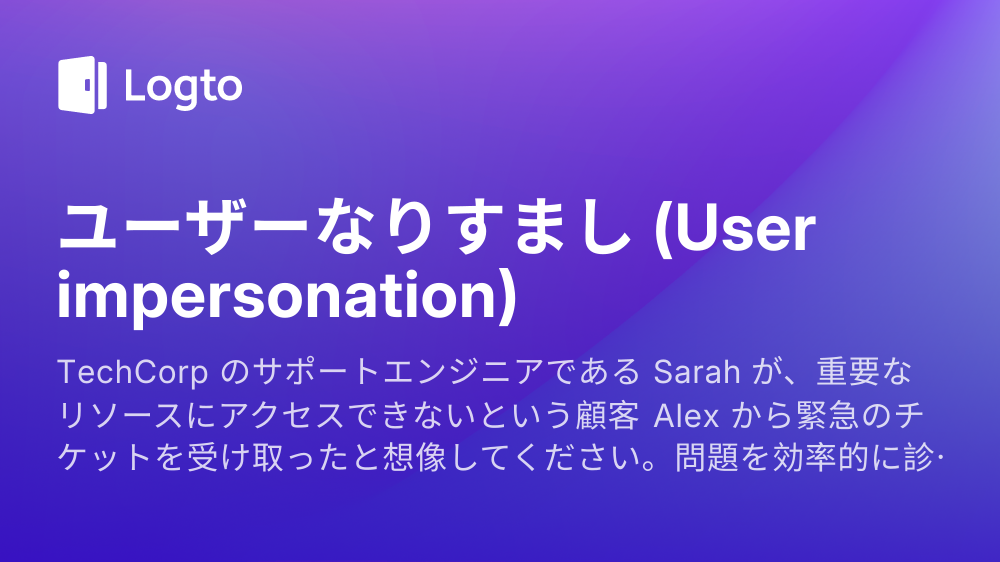 Logto
ユーザーなりすまし (User
impersonation)
TechCorp のサポートエンジニアである Sarah が、重要な
リソースにアクセスできないという顧客 Alex から緊急のチ
ケットを受け取ったと想像してください。問題を効率的に診·